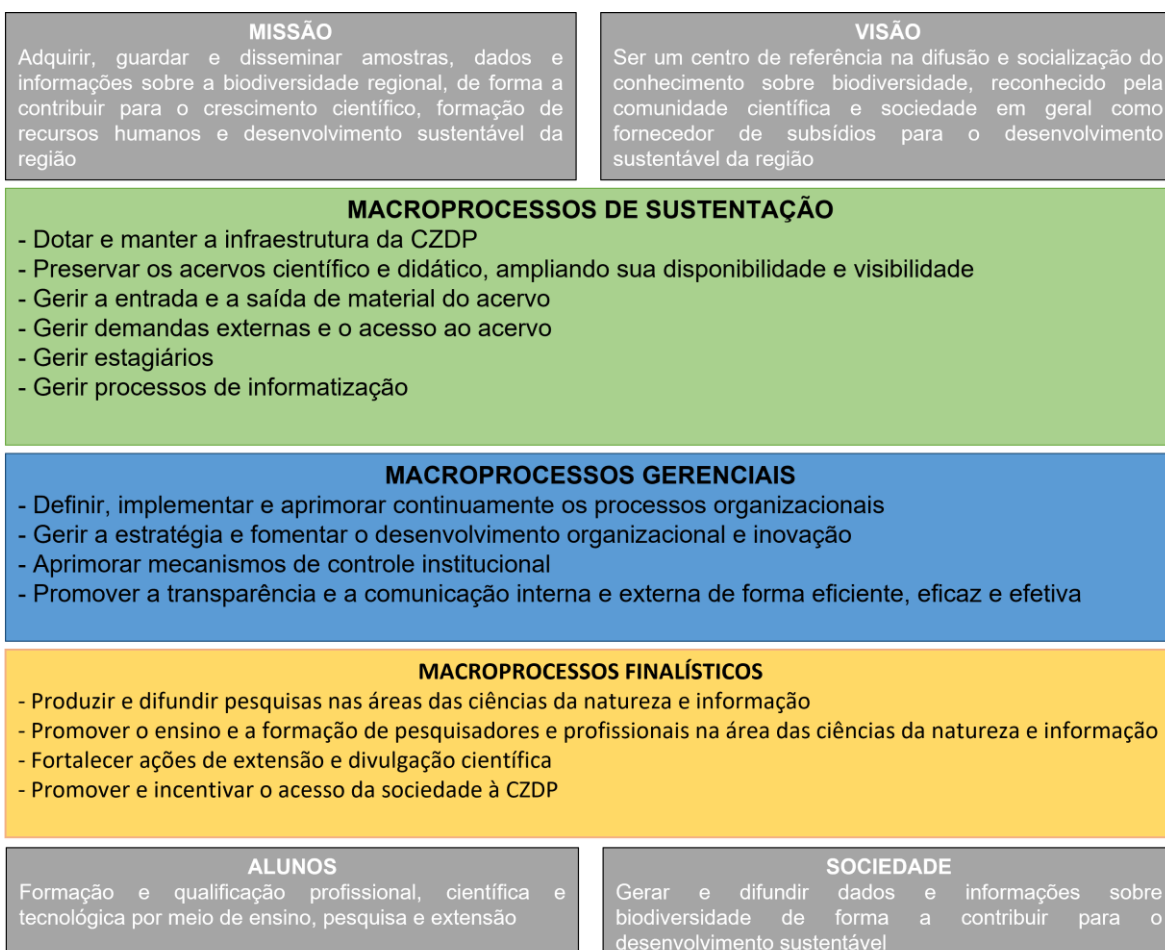 MISSÃO
Adquirir, guardar e disseminar amostras, dados e
informações sobre a biodiversidade regional, de forma a
contribuir para o crescimento científico, formação de
recursos humanos e desenvolvimento sustentável da
região
VISÃO
Ser um centro de referência na difusão e socialização do
conhecimento sobre biodiversidade, reconhecido pela
comunidade científica e sociedade em geral como
fornecedor de subsídios para o desenvolvimento
sustentável da região
MACROPROCESSOS DE SUSTENTAÇÃO
- Dotar e manter a infraestrutura da CZDP
- Preservar os acervos científico e didático, ampliando sua disponibilidade e visibilidade
- Gerir a entrada e a saída de material do acervo
- Gerir demandas externas e o acesso ao acervo
- Gerir estagiários
- Gerir processos de informatização
MACROPROCESSOS GERENCIAIS
- Definir, implementar e aprimorar continuamente os processos organizacionais
- Gerir a estratégia e fomentar o desenvolvimento organizacional e inovação
- Aprimorar mecanismos de controle institucional
- Promover a transparência e a comunicação interna e externa de forma eficiente, eficaz e efetiva
MACROPROCESSOS FINALÍSTICOS
- Produzir e difundir pesquisas nas áreas das ciências da natureza e informação
- Promover o ensino e a formação de pesquisadores e profissionais na área das ciências da natureza e informação
- Fortalecer ações de extensão e divulgação científica
- Promover e incentivar o acesso da sociedade à CZDP
ALUNOS
Formação e qualificação profissional, científica e
tecnológica por meio de ensino, pesquisa e extensão
SOCIEDADE
Gerar e difundir dados e informações sobre
biodiversidade de forma a contribuir para o
desenvolvimento sustentável